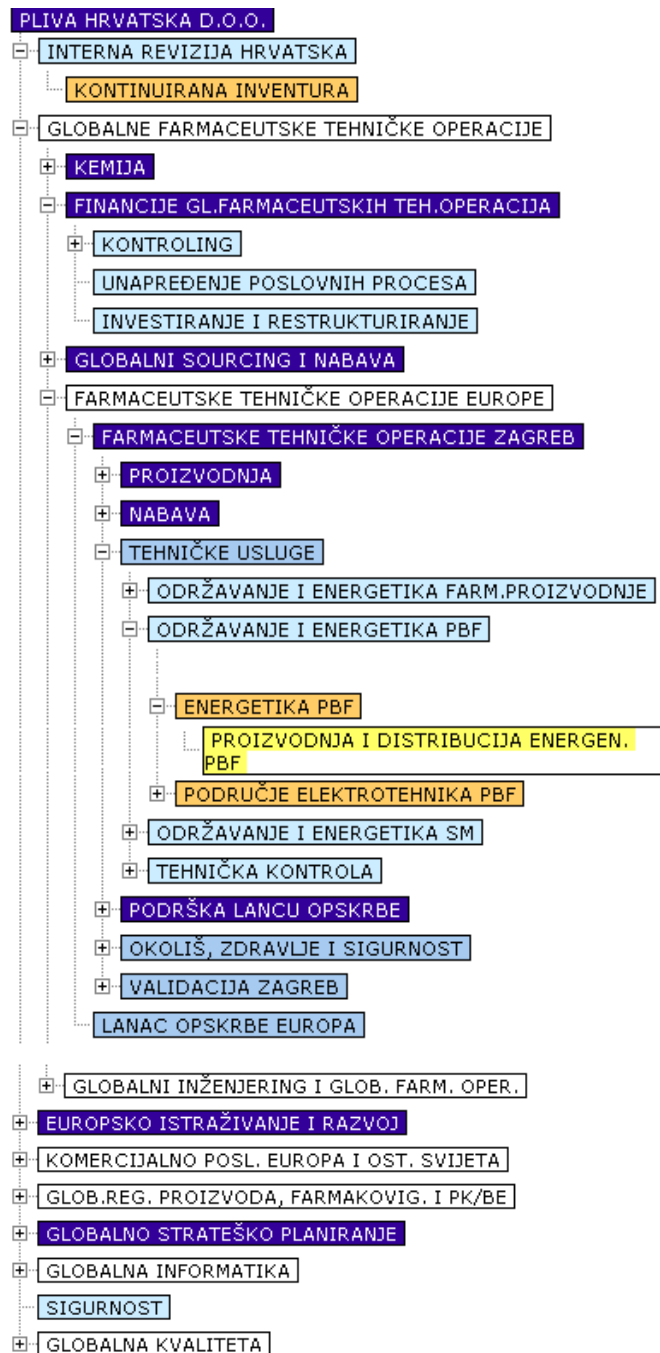 PLIVA HRVATSKA D.O.O.
INTERNA REVIZIJA HRVATSKA
KONTINUIRANA INVENTURA
GLOBALNE FARMACEUTSKE TEHNIČKE OPERACIJE
KEMIJA
FINANCIJE GL.FARMACEUTSKIH TEH.OPERACIJA
KONTROLING
UNAPREĐENJE POSLOVNIH PROCESA
INVESTIRANJE I RESTRUKTURIRANJE
GLOBALNI SOURCING I NABAVA
FARMACEUTSKE TEHNIČKE OPERACIJE EUROPE
FARMACEUTSKE TEHNIČKE OPERACIJE ZAGREB
PROIZVODNJA
NABAVA
TEHNIČKE USLUGE
ODRŽAVANJE I ENERGETIKA FARM.PROIZVODNJE
ODRŽAVANJE I ENERGETIKA PBF
ENERGETIKA PBF
PROIZVODNJA I DISTRIBUCIJA ENERGEN.
PBF
PODRUČJE ELEKTROTEHNIKA PBF
ODRŽAVANJE I ENERGETIKA SM
TEHNIČKA KONTROLA
PODRŠKA LANCU OPSKRBE
OKOLIŠ, ZDRAVLJE I SIGURNOST
VALIDACIJA ZAGREB
LANAC OPSKRBE EUROPA
GLOBALNI INŽENJERING I GLOB. FARM. OPER.
EUROPSKO ISTRAŽIVANJE I RAZVOJ
KOMERCIJALNO POSL. EUROPA I OST. SVIJETA
GLOB.REG. PROIZVODA, FARMAKOVIG. I PK/BE
GLOBALNO STRATEŠKO PLANIRANJE
GLOBALNA INFORMATIKA
SIGURNOST
GLOBALNA KVALITETA